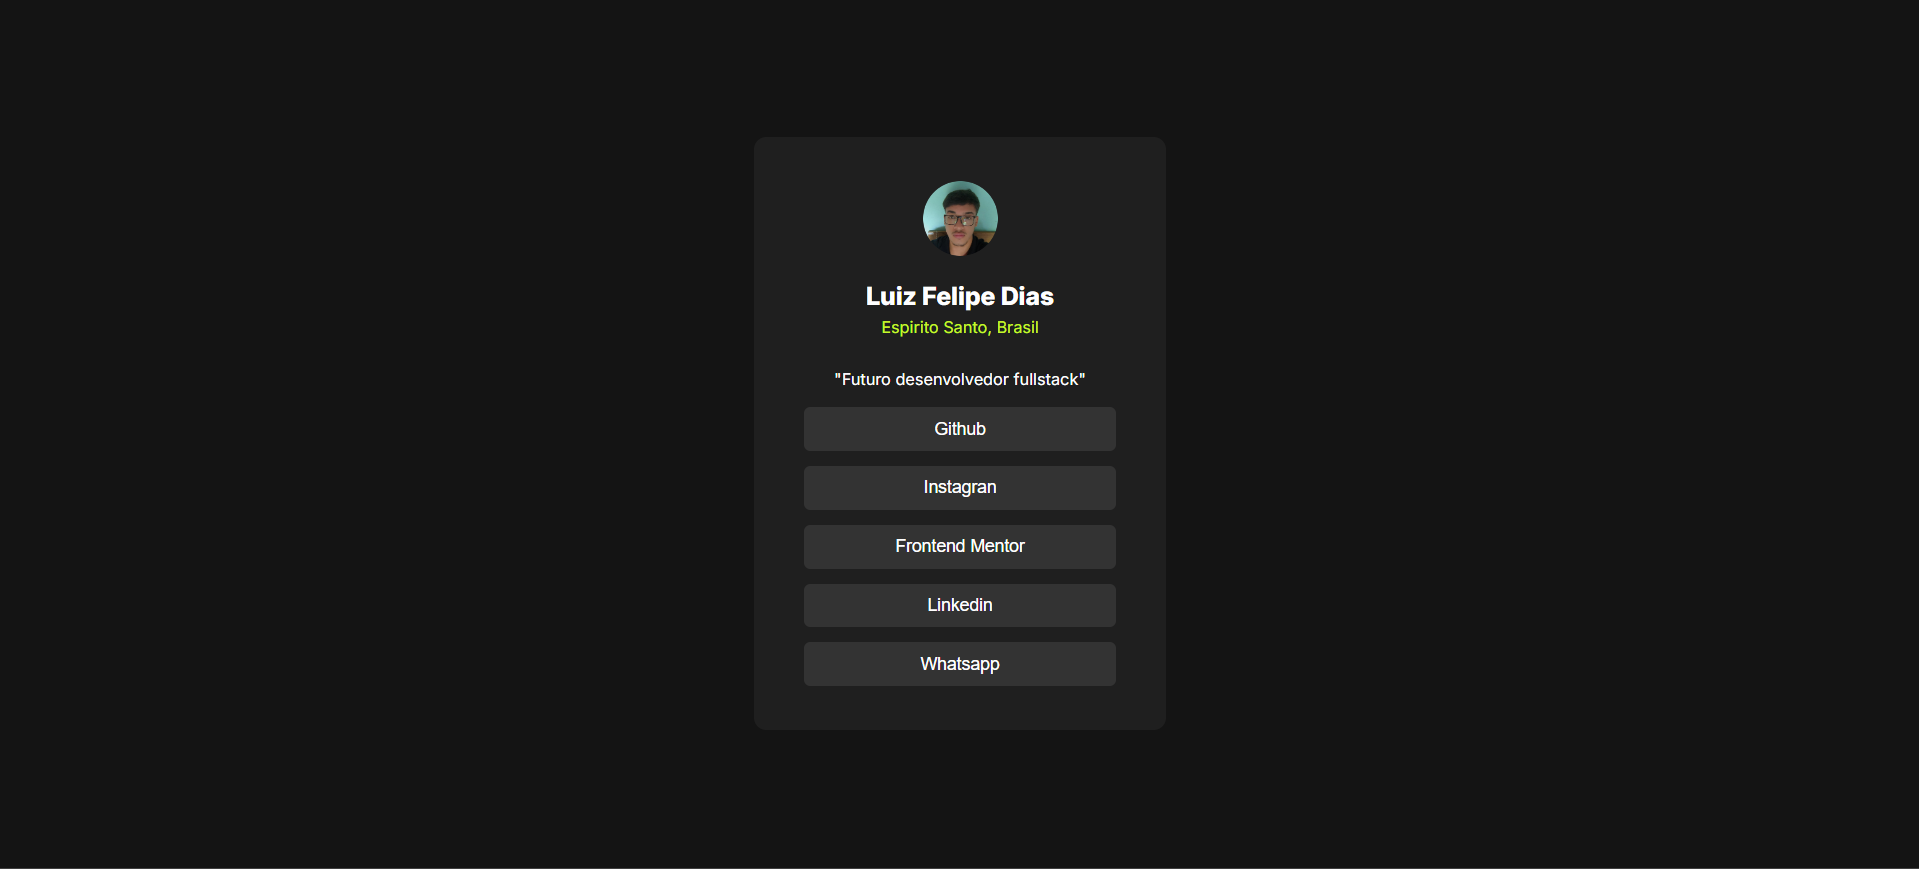 Luiz Felipe Dias
Espirito Santo, Brasil
"Futuro desenvolvedor fullstack"
Github
Instagran
Frontend Mentor
Linkedin
Whatsapp